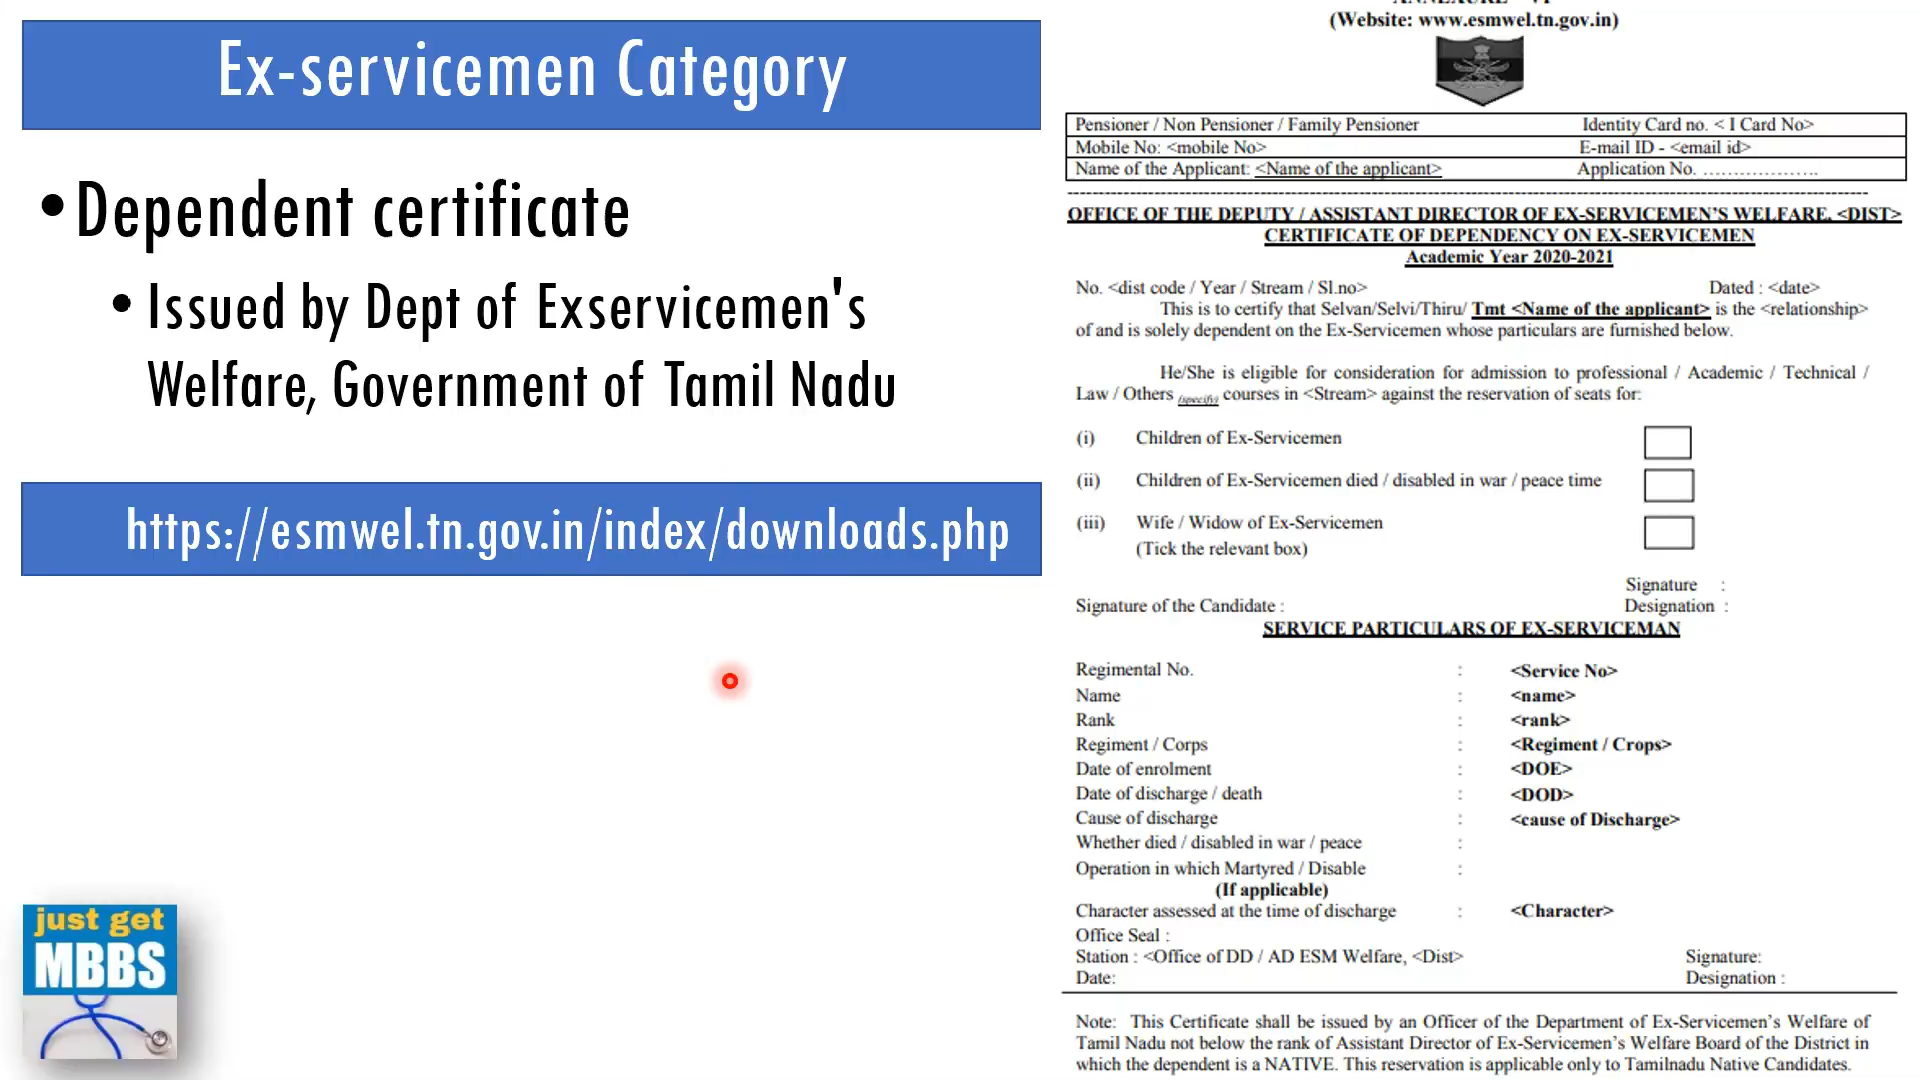 Ex-servicemen Category
•Dependent certificate
• Issued by Dept of Exservicemen's
Welfare, Government of Tamil Nadu
https://esmwel.tn.gov.in/index/downloads.php
just get
MBBS
(Website: www.esmwel.tn.gov.in)
Pensioner / Non Pensioner / Family Pensioner Identity Card no. < I Card No>
Mobile No: <mobile No> E-mail ID - <email id>
Name of the Applicant: <Name of the applicant> Application No. ………………..
OFFICE OF THE DEPUTY / ASSISTANT DIRECTOR OF EX-SERVICEMEN'S WELFARE, <DIST>
CERTIFICATE OF DEPENDENCY ON EX-SERVICEMEN
Academic Year 2020-2021
No. <dist code / Year / Stream / Sl.no> Dated : <date>
This is to certify that Selvan/Selvi/Thiru/ Tmt <Name of the applicant> is the <relationship>
of and is solely dependent on the Ex-Servicemen whose particulars are furnished below.
He/She is eligible for consideration for admission to professional / Academic / Technical /
Law / Others (specify) courses in <Stream> against the reservation of seats for:
(i) Children of Ex-Servicemen
(ii) Children of Ex-Servicemen died / disabled in war / peace time
(iii) Wife / Widow of Ex-Servicemen
(Tick the relevant box)
Signature :
Signature of the Candidate : Designation :
SERVICE PARTICULARS OF EX-SERVICEMAN
Regimental No. : <Service No>
Name : <name>
Rank : <rank>
Regiment / Corps : <Regiment / Crops>
Date of enrolment : <DOE>
Date of discharge / death : <DOD>
Cause of discharge : <cause of Discharge>
Whether died / disabled in war / peace :
Operation in which Martyred / Disable :
(If applicable)
Character assessed at the time of discharge : <Character>
Office Seal :
Station : <Office of DD / AD ESM Welfare, <Dist> Signature:
Date: Designation :
Note: This Certificate shall be issued by an Officer of the Department of Ex-Servicemen's Welfare of
Tamil Nadu not below the rank of Assistant Director of Ex-Servicemen's Welfare Board of the District in
which the dependent is a NATIVE. This reservation is applicable only to Tamilnadu Native Candidates.